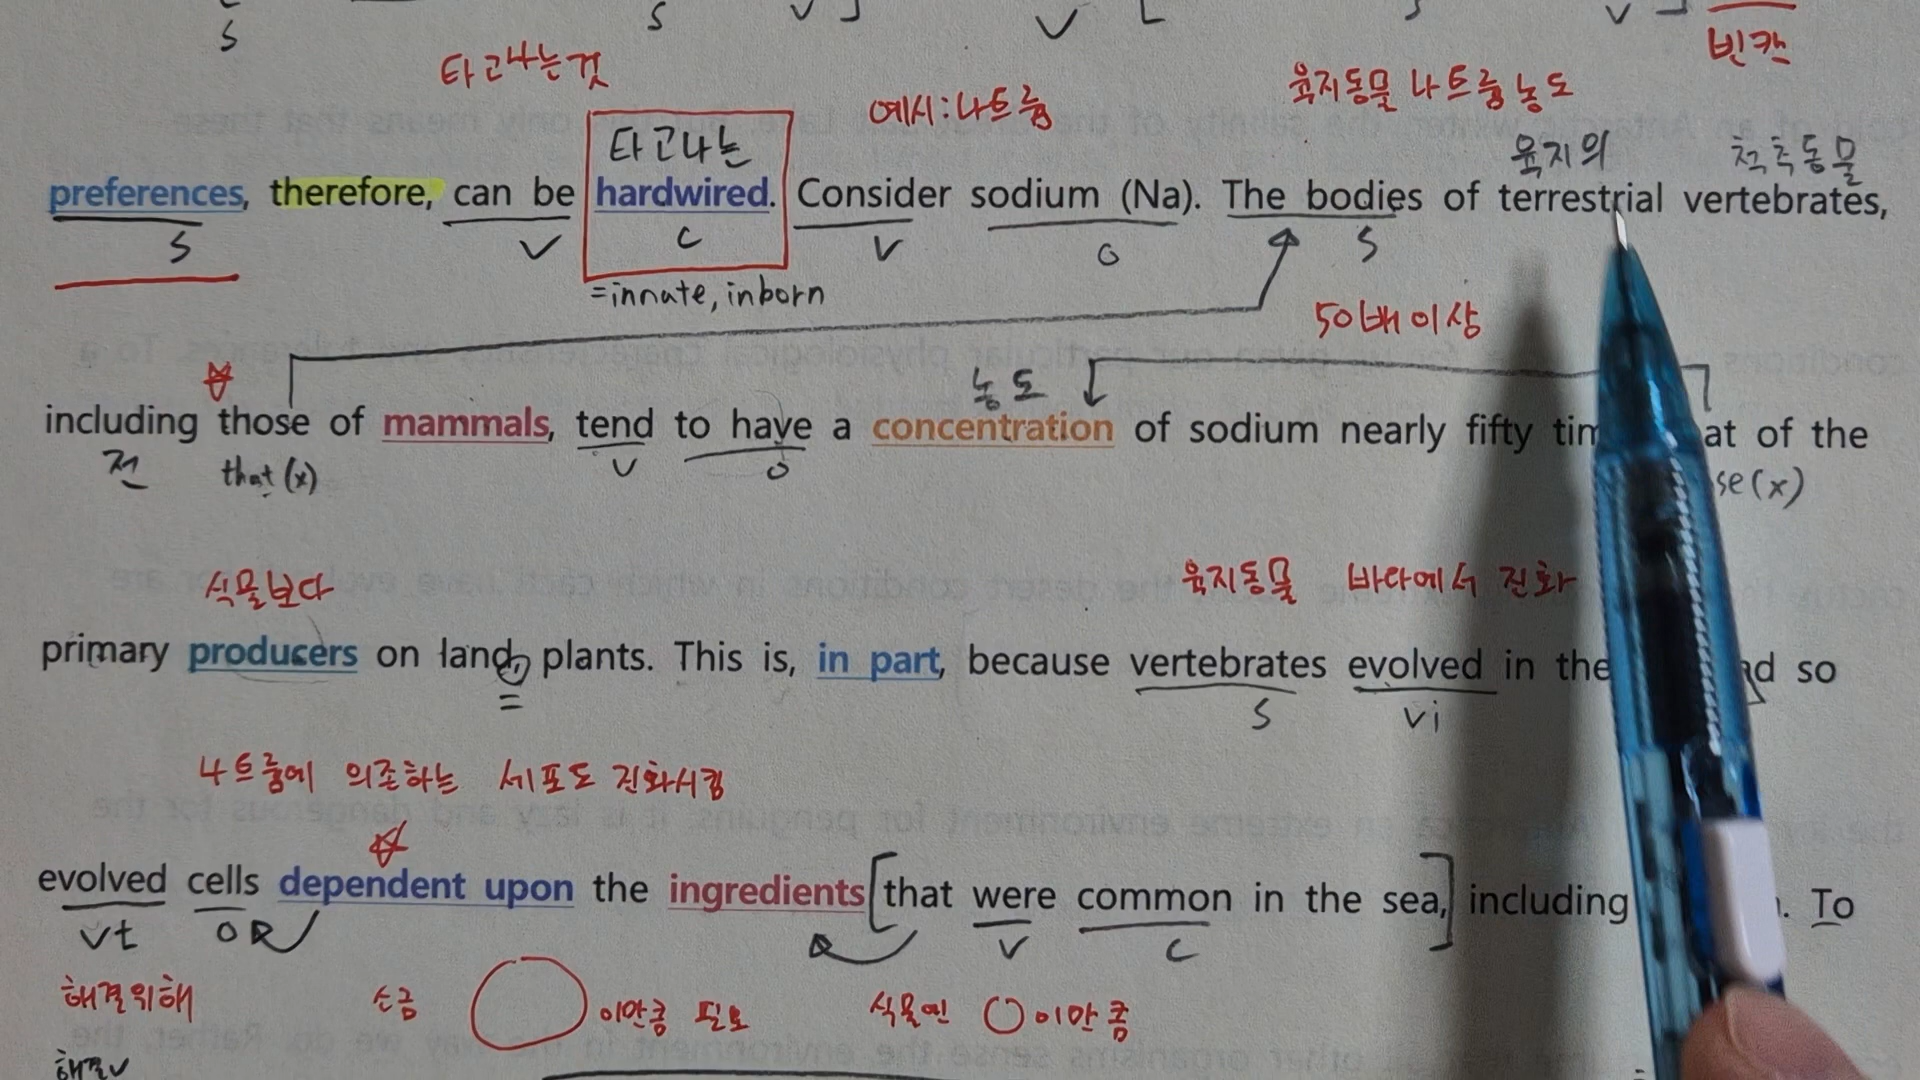 S S V ] V [ S V ]
빈칸
타고나는것 예시:나트륨 육지동물 나트륨 농도
타고나는 육지의 척추동물
preferences, therefore, can be hardwired. Consider sodium (Na). The bodies of terrestrial vertebrates,
S V C V O S
=innate, inborn
50배 이상
농도
including those of mammals, tend to have a concentration of sodium nearly fifty tim at of the
전 that(x) V O se(x)
식물보다 육지동물 바다에서 진화
primary producers on land, plants. This is, in part, because vertebrates evolved in the d so
= S Vi
나트륨에 의존하는 세포도 진화시킴
evolved cells dependent upon the ingredients [that were common in the sea,] including . To
Vt O V C
해결위해 소금 이만큼 필요 식물엔 이만큼
해결